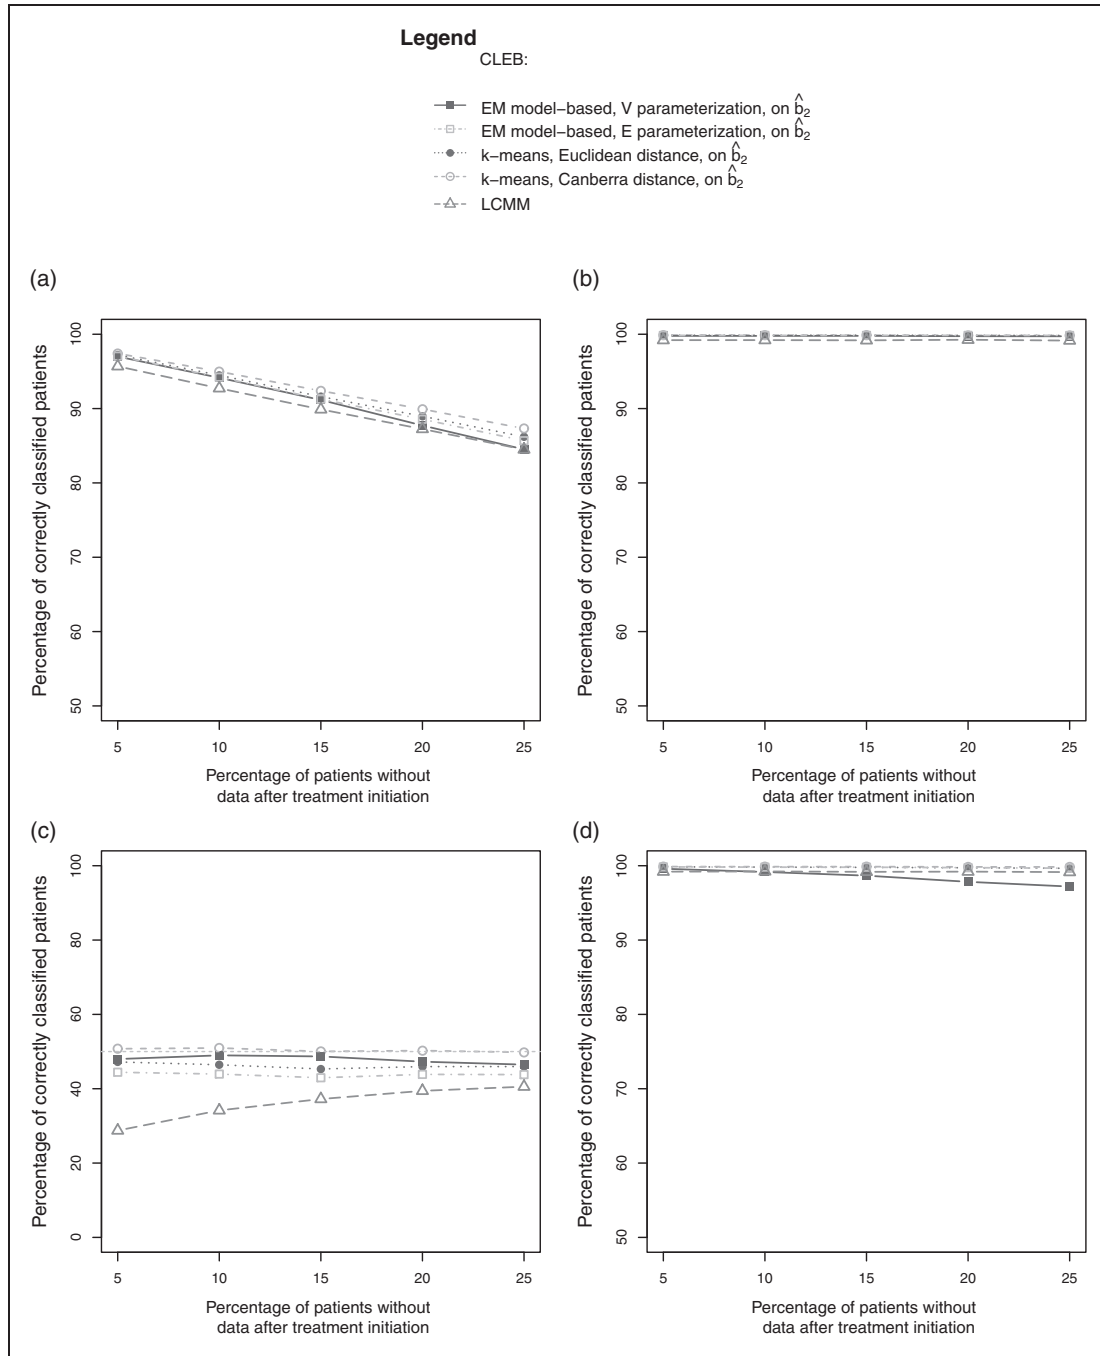 Legend
CLEB:
EM model−based, V parameterization, on b̂2
EM model−based, E parameterization, on b̂2
k−means, Euclidean distance, on b̂2
k−means, Canberra distance, on b̂2
LCMM
(a)
Percentage of correctly classified patients
100
90
80
70
60
50
5 10 15 20 25
Percentage of patients without
data after treatment initiation
(b)
Percentage of correctly classified patients
100
90
80
70
60
50
5 10 15 20 25
Percentage of patients without
data after treatment initiation
(c)
Percentage of correctly classified patients
100
80
60
40
20
0
5 10 15 20 25
Percentage of patients without
data after treatment initiation
(d)
Percentage of correctly classified patients
100
90
80
70
60
50
5 10 15 20 25
Percentage of patients without
data after treatment initiation